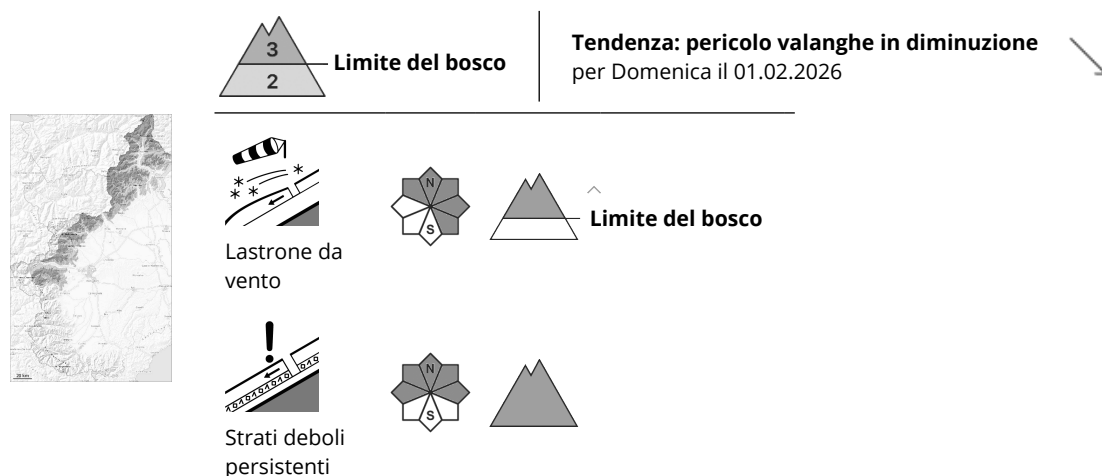 3
Limite del bosco
2
Tendenza: pericolo valanghe in diminuzione
per Domenica il 01.02.2026
20 km
N
S
Limite del bosco
Lastrone da
vento
N
S
Strati deboli
persistenti